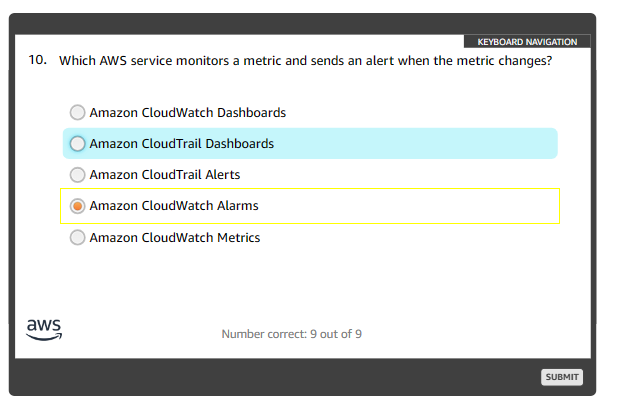 KEYBOARD NAVIGATION
10. Which AWS service monitors a metric and sends an alert when the metric changes?
Amazon CloudWatch Dashboards
Amazon CloudTrail Dashboards
Amazon CloudTrail Alerts
Amazon CloudWatch Alarms
Amazon CloudWatch Metrics
aws
Number correct: 9 out of 9
SUBMIT